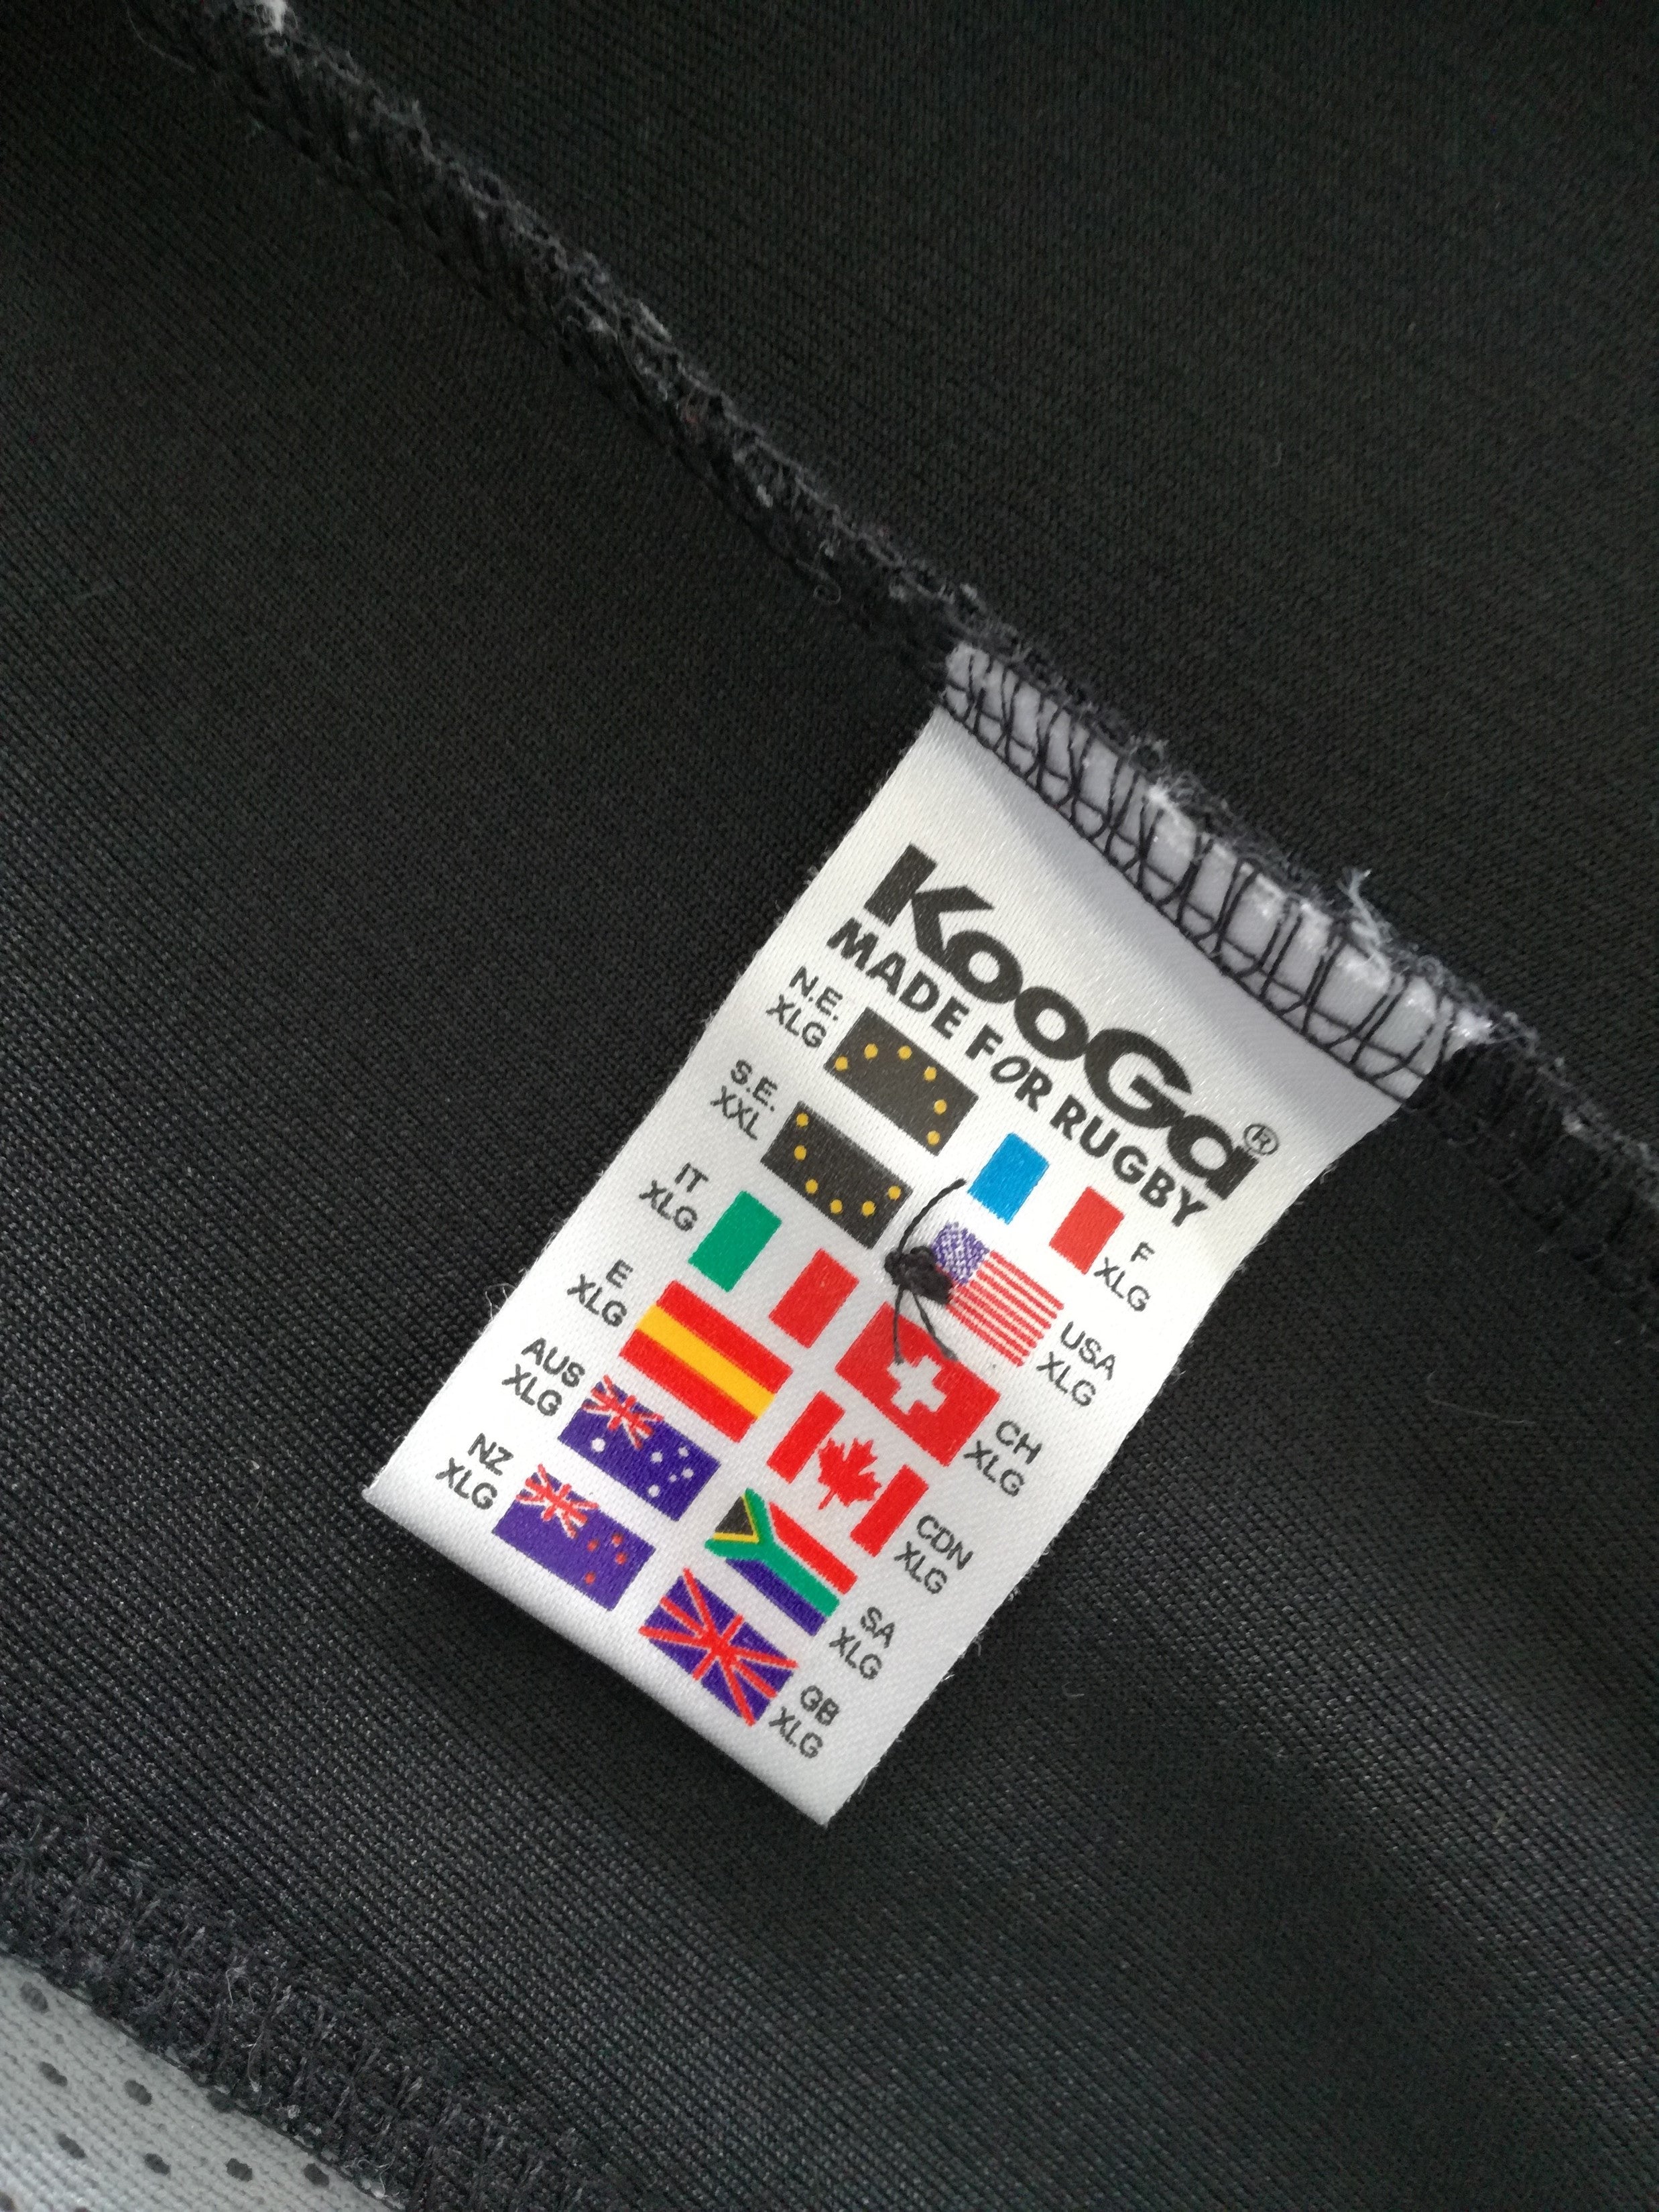 KooGa®
MADE FOR RUGBY
N.E.
XLG
S.E.
XXL
IT
XLG
E
XLG
AUS
XLG
NZ
XLG
F
XLG
USA
XLG
CH
XLG
CDN
XLG
SA
XLG
GB
XLG